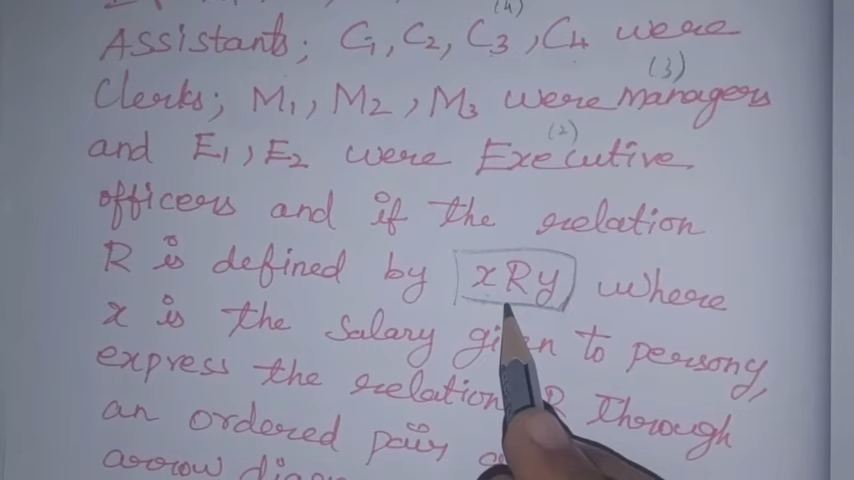 (4)
Assistants; C1, C2, C3, C4 were
(3)
Clerks; M1, M2, M3 were managers
(2)
and E1, E2 were Executive
officers and if the relation
R is defined by xRy, where
x is the salary given to person y,
express the relation R Through
an ordered pair
arrow